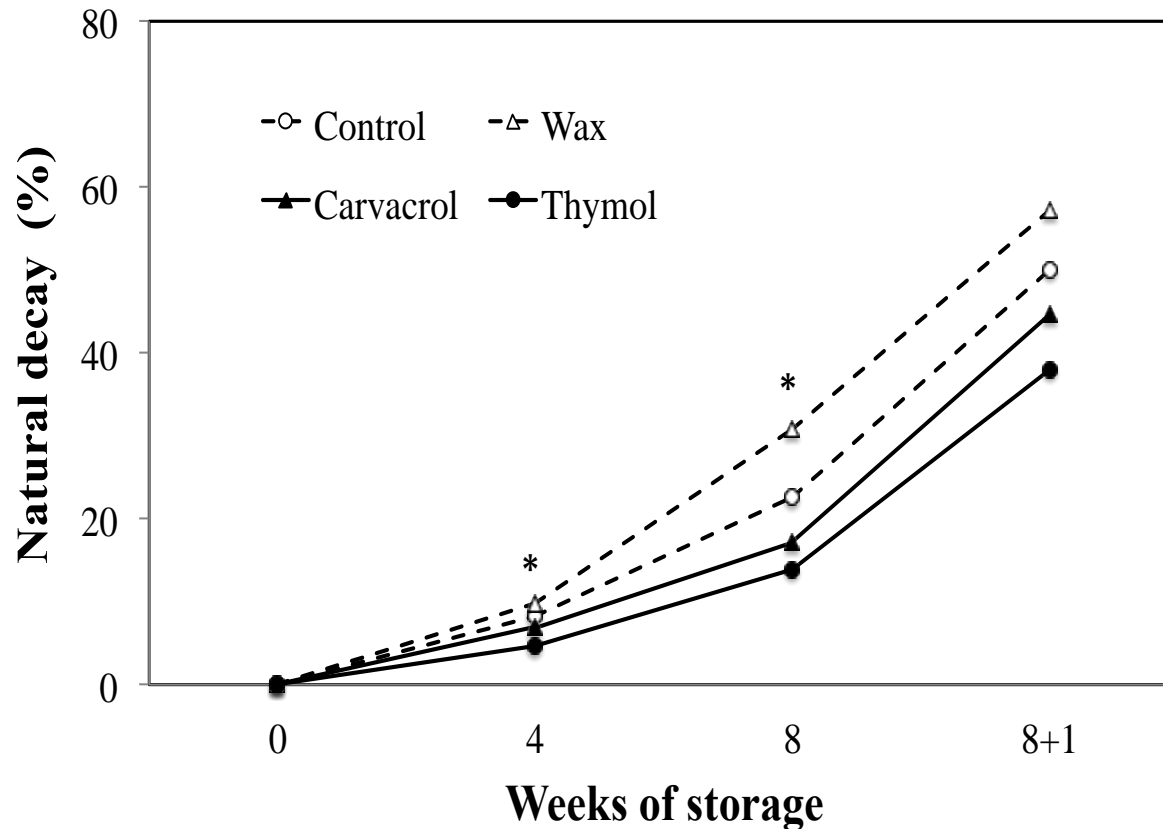 80
60
40
20
0
Natural decay (%)
Control
Wax
Carvacrol
Thymol
*
*
0 4 8 8+1
Weeks of storage